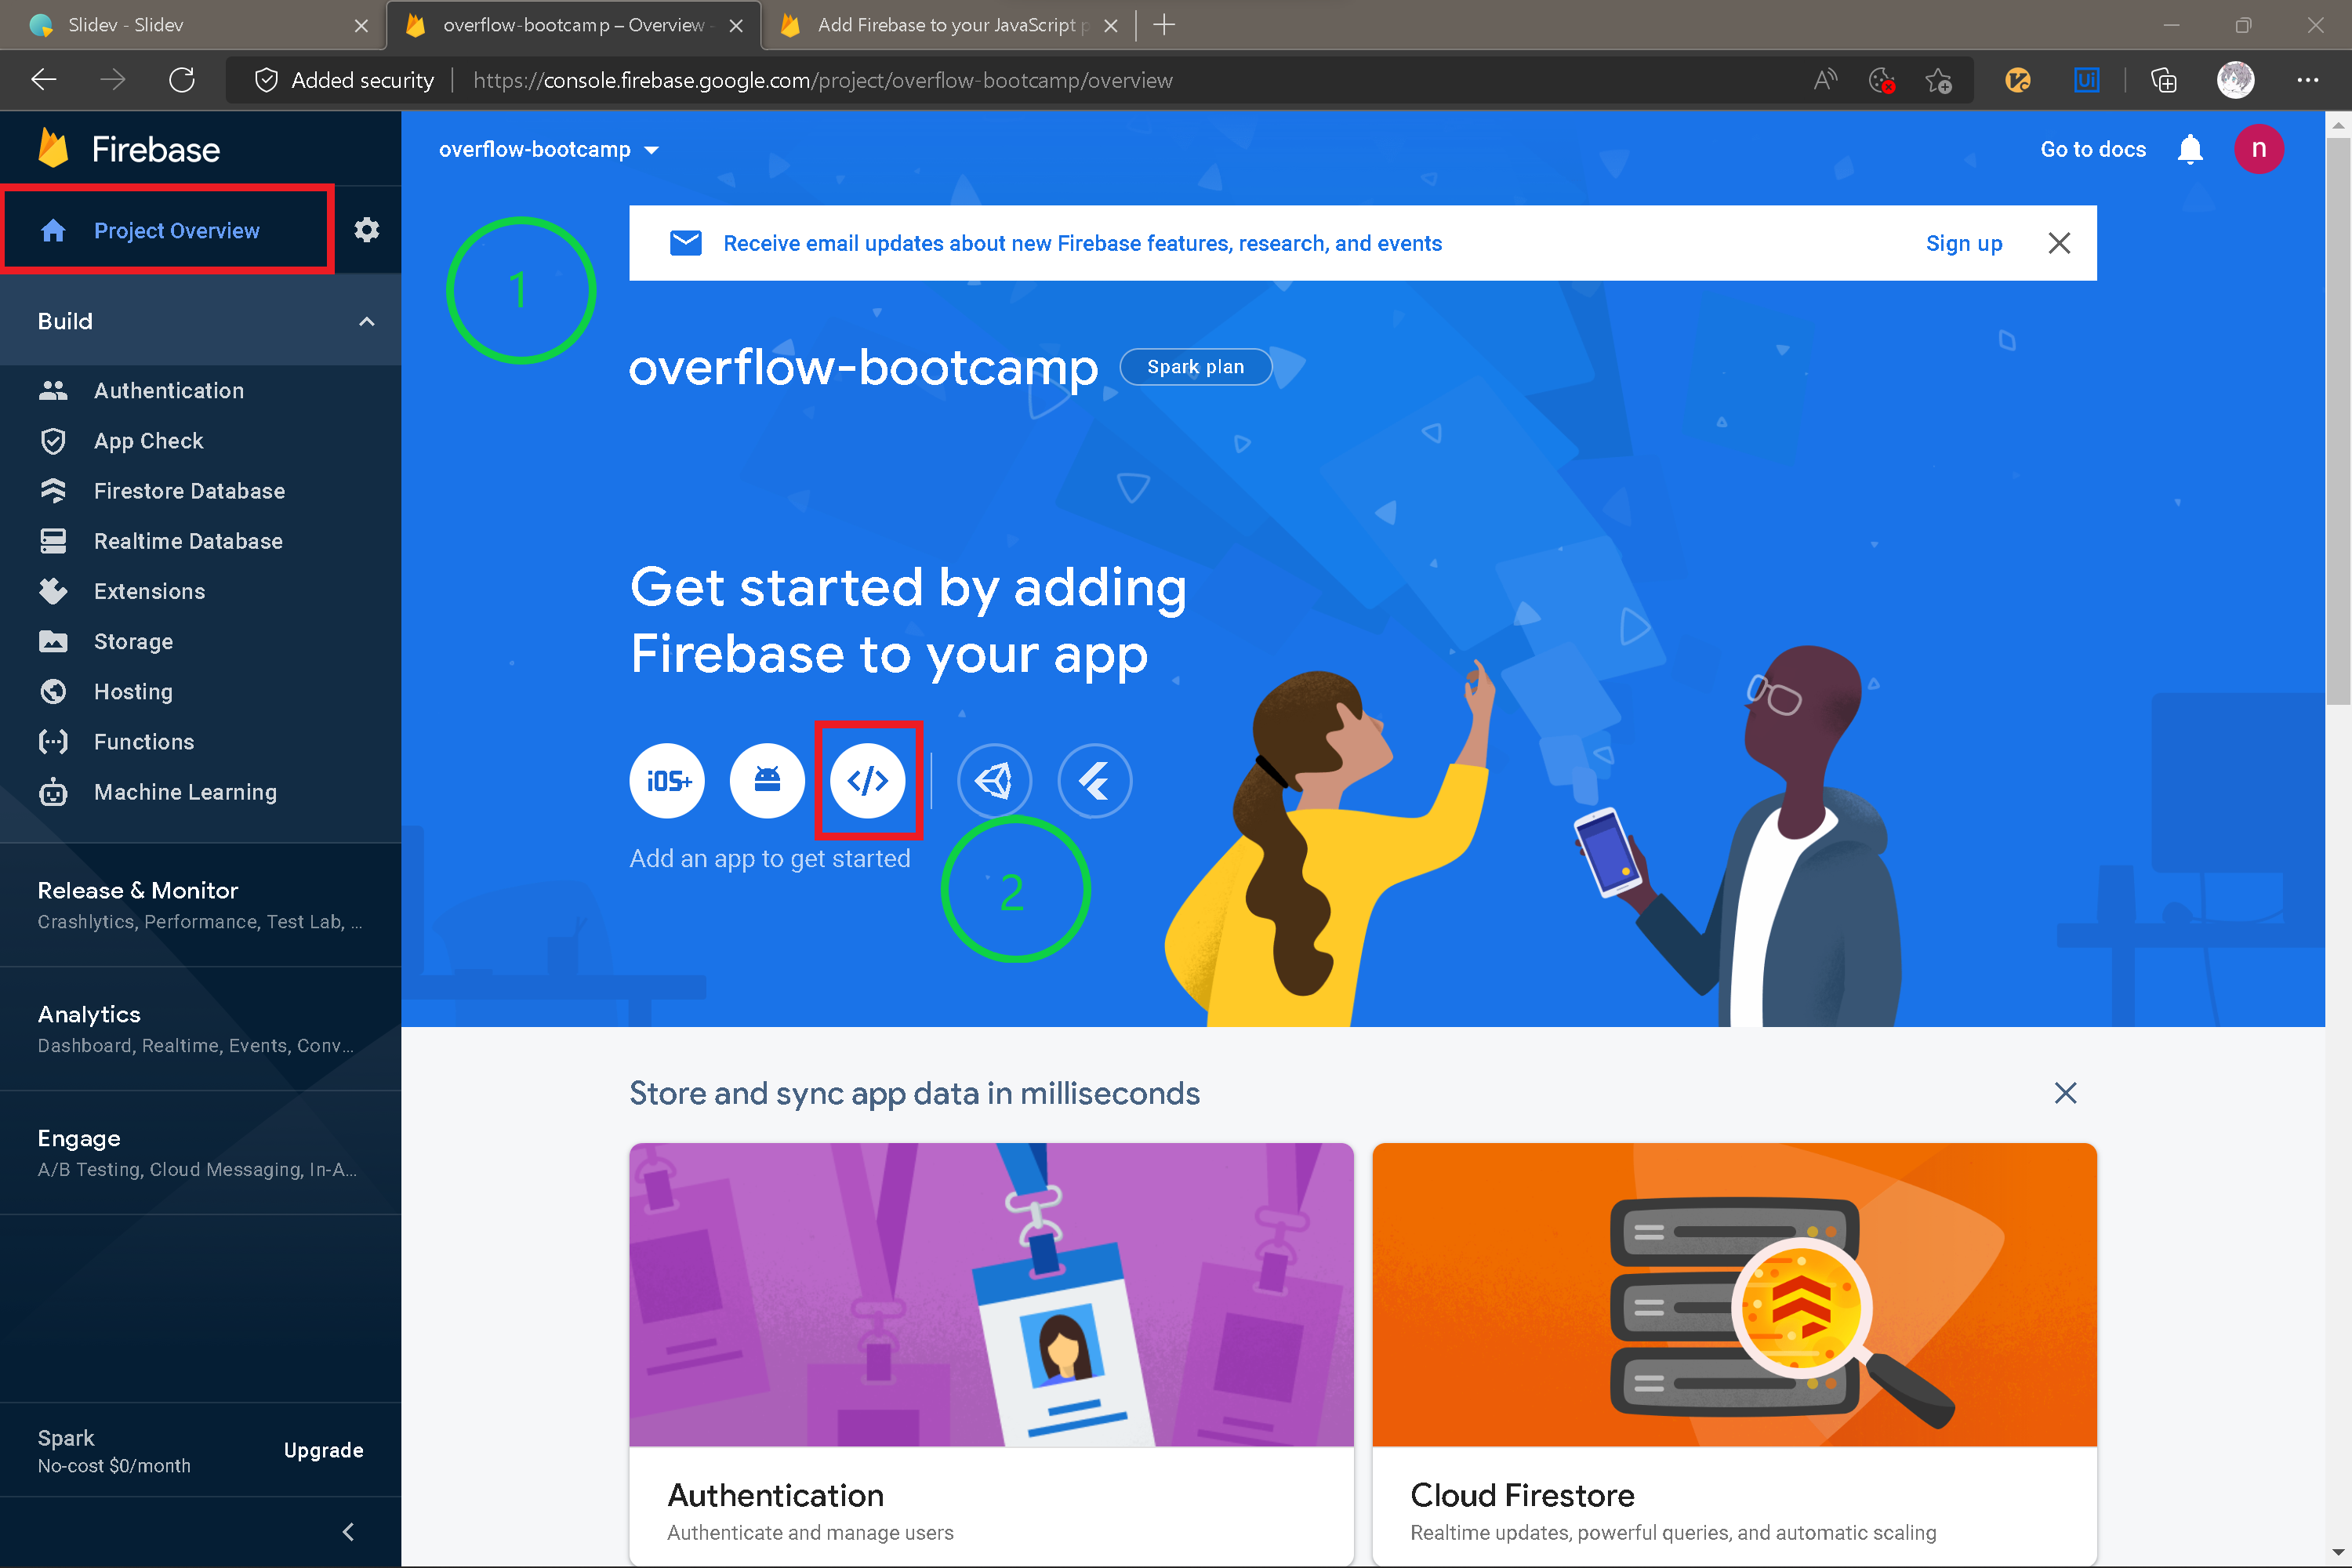 Slidev - Slidev
overflow-bootcamp – Overview -
Add Firebase to your JavaScript p
Added security
https://console.firebase.google.com/project/overflow-bootcamp/overview
Firebase
overflow-bootcamp
Go to docs
n
Project Overview
1
Receive email updates about new Firebase features, research, and events
Sign up
Build
overflow-bootcamp
Spark plan
Authentication
App Check
Firestore Database
Realtime Database
Extensions
Storage
Hosting
Functions
Machine Learning
Get started by adding
Firebase to your app
iOS+
</>
Add an app to get started
2
Release & Monitor
Crashlytics, Performance, Test Lab, ...
Analytics
Dashboard, Realtime, Events, Conv...
Engage
A/B Testing, Cloud Messaging, In-A...
Store and sync app data in milliseconds
Spark
No-cost $0/month
Upgrade
Authentication
Authenticate and manage users
Cloud Firestore
Realtime updates, powerful queries, and automatic scaling